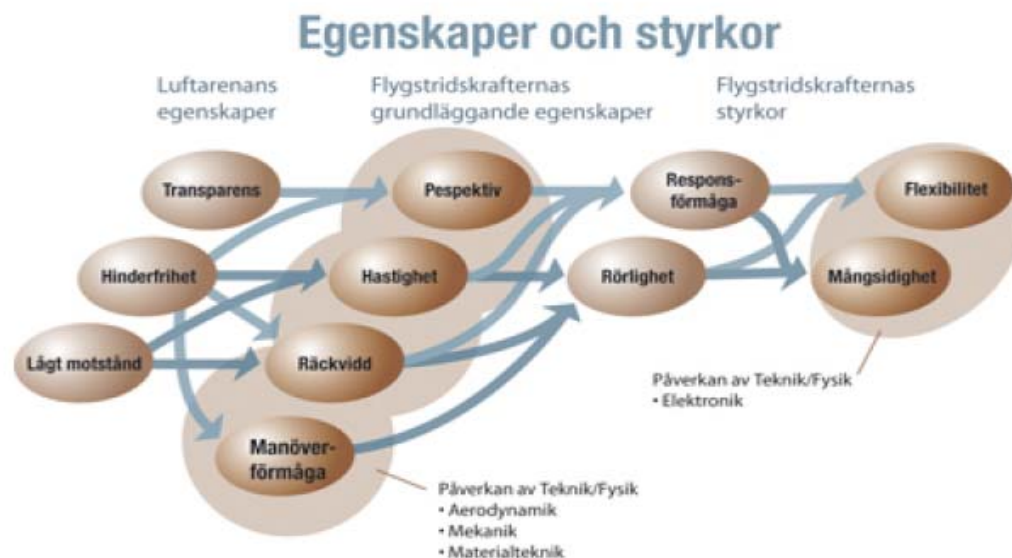 Egenskaper och styrkor
Luftarenans
egenskaper
Flygstridskrafternas
grundläggande egenskaper
Flygstridskrafternas
styrkor
Transparens
Pespektiv
Respons-
förmåga
Flexibilitet
Hinderfrihet
Hastighet
Rörlighet
Mångsidighet
Lågt motstånd
Räckvidd
Manöver-
förmåga
Påverkan av Teknik/Fysik
• Elektronik
Påverkan av Teknik/Fysik
• Aerodynamik
• Mekanik
• Materialteknik